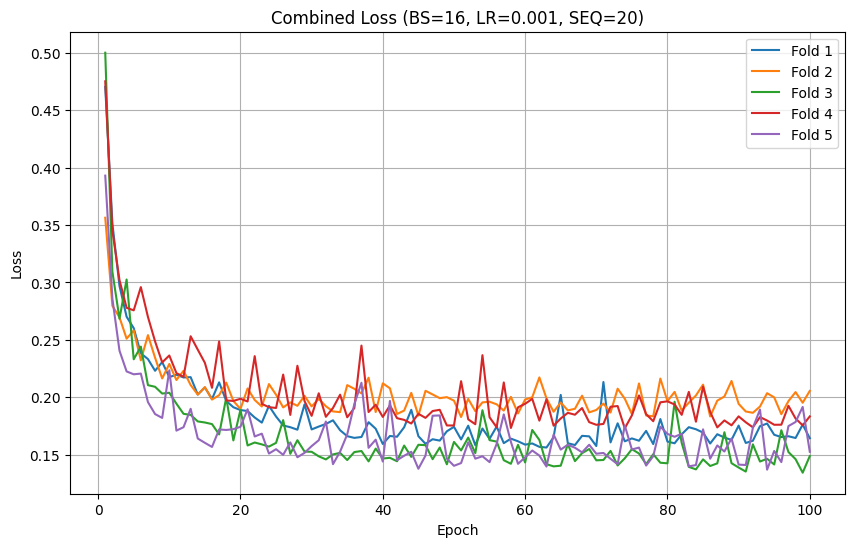 Combined Loss (BS=16, LR=0.001, SEQ=20)
Fold 1
Fold 2
Fold 3
Fold 4
Fold 5
Loss
0.50
0.45
0.40
0.35
0.30
0.25
0.20
0.15
0 20 40 60 80 100
Epoch